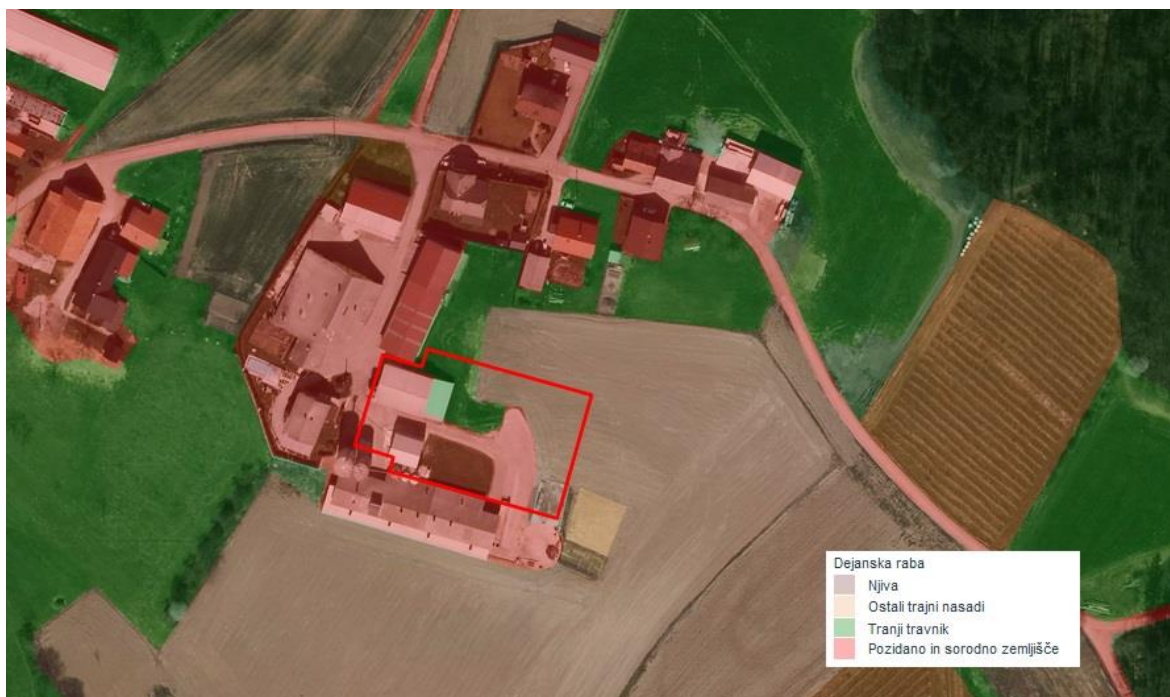 Dejanska raba
Njiva
Ostali trajni nasadi
Tranji travnik
Pozidano in sorodno zemljišče